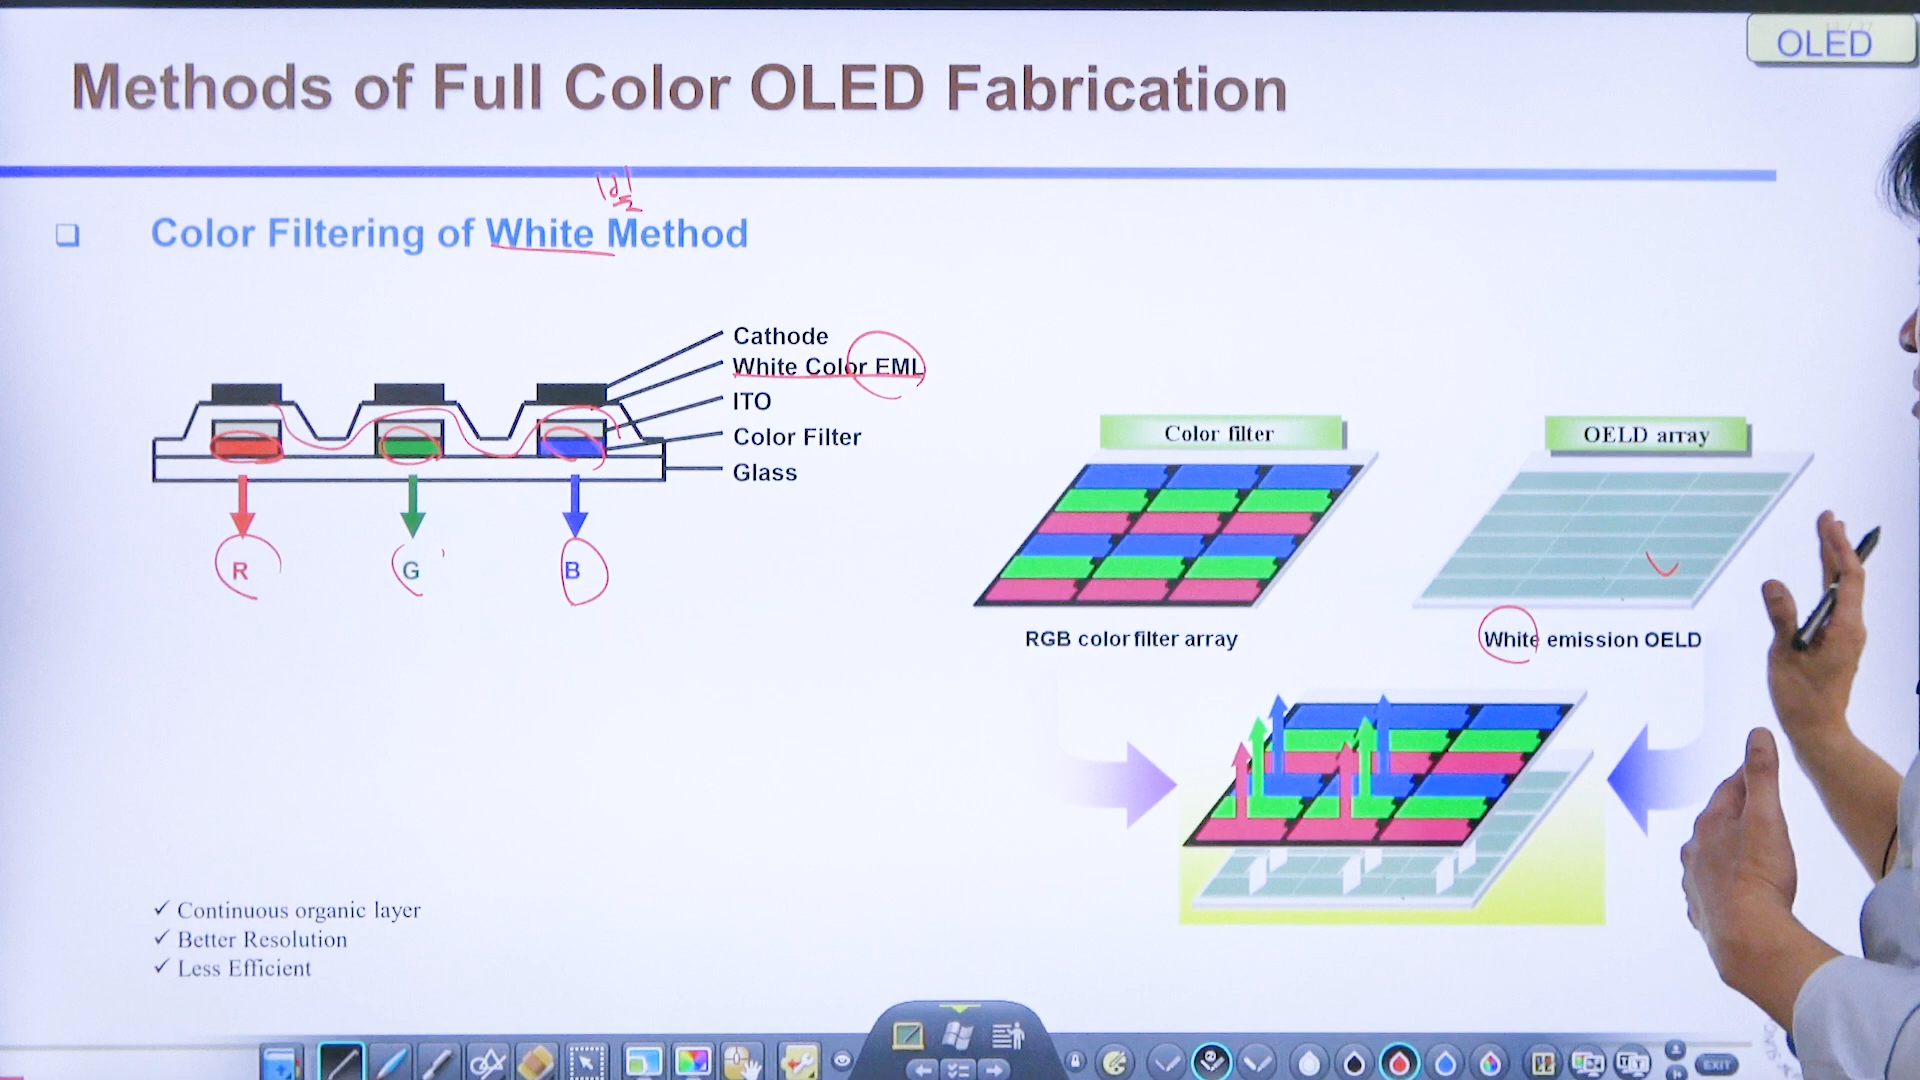 OLED
Methods of Full Color OLED Fabrication
Color Filtering of White Method
Cathode
White Color EML
ITO
Color Filter
Glass
R G B
Color filter
OELD array
RGB color filter array
White emission OELD
Continuous organic layer
Better Resolution
Less Efficient
EXIT